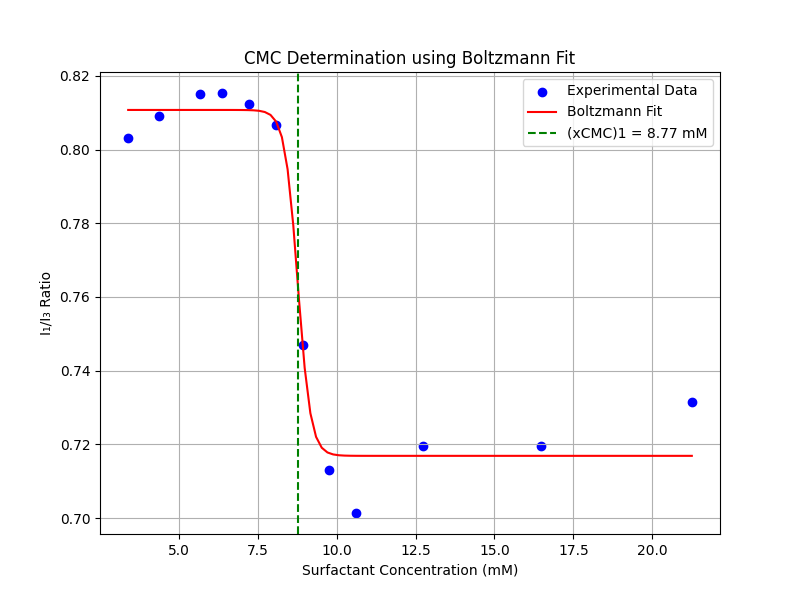 CMC Determination using Boltzmann Fit
Experimental Data
Boltzmann Fit
(xCMC)1 = 8.77 mM
I₁/I₃ Ratio
0.82
0.80
0.78
0.76
0.74
0.72
0.70
5.0 7.5 10.0 12.5 15.0 17.5 20.0
Surfactant Concentration (mM)